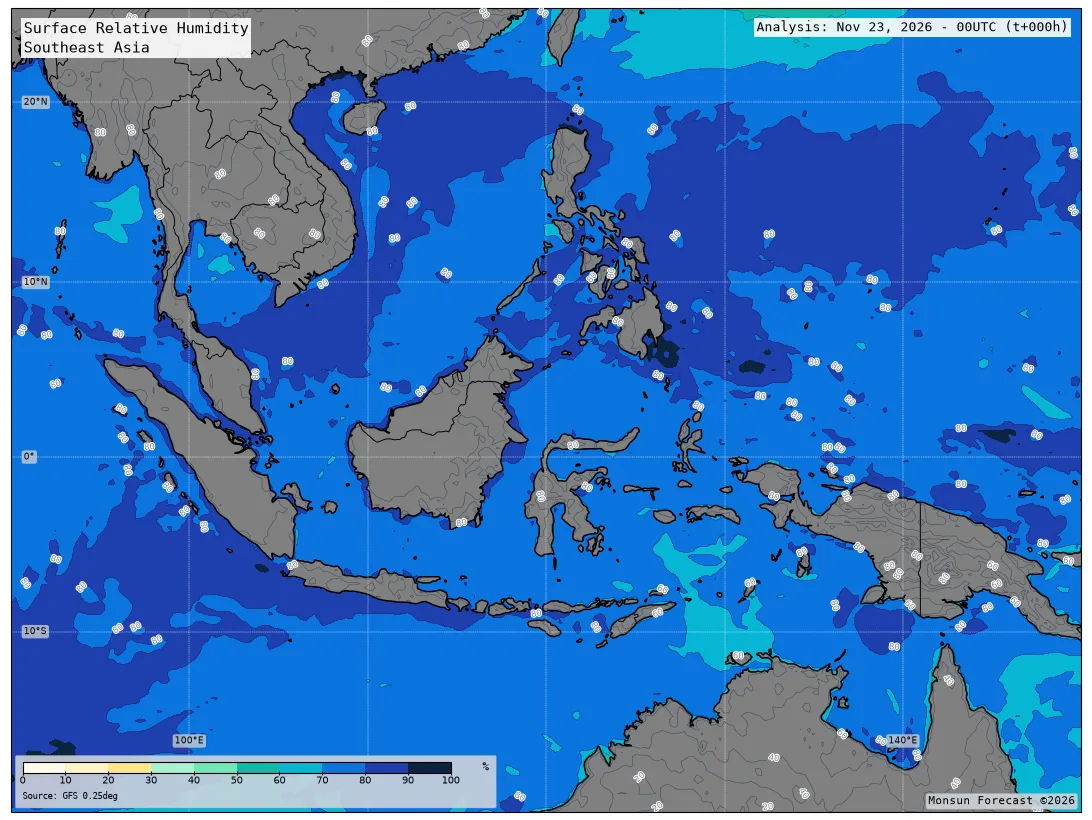 Surface Relative Humidity
Southeast Asia
Analysis: Nov 23, 2026 - 00UTC (t+000h)
20°N
10°N
0°
10°S
100°E
140°E
%
0 10 20 30 40 50 60 70 80 90 100
Source: GFS 0.25deg
Monsun Forecast ©2026